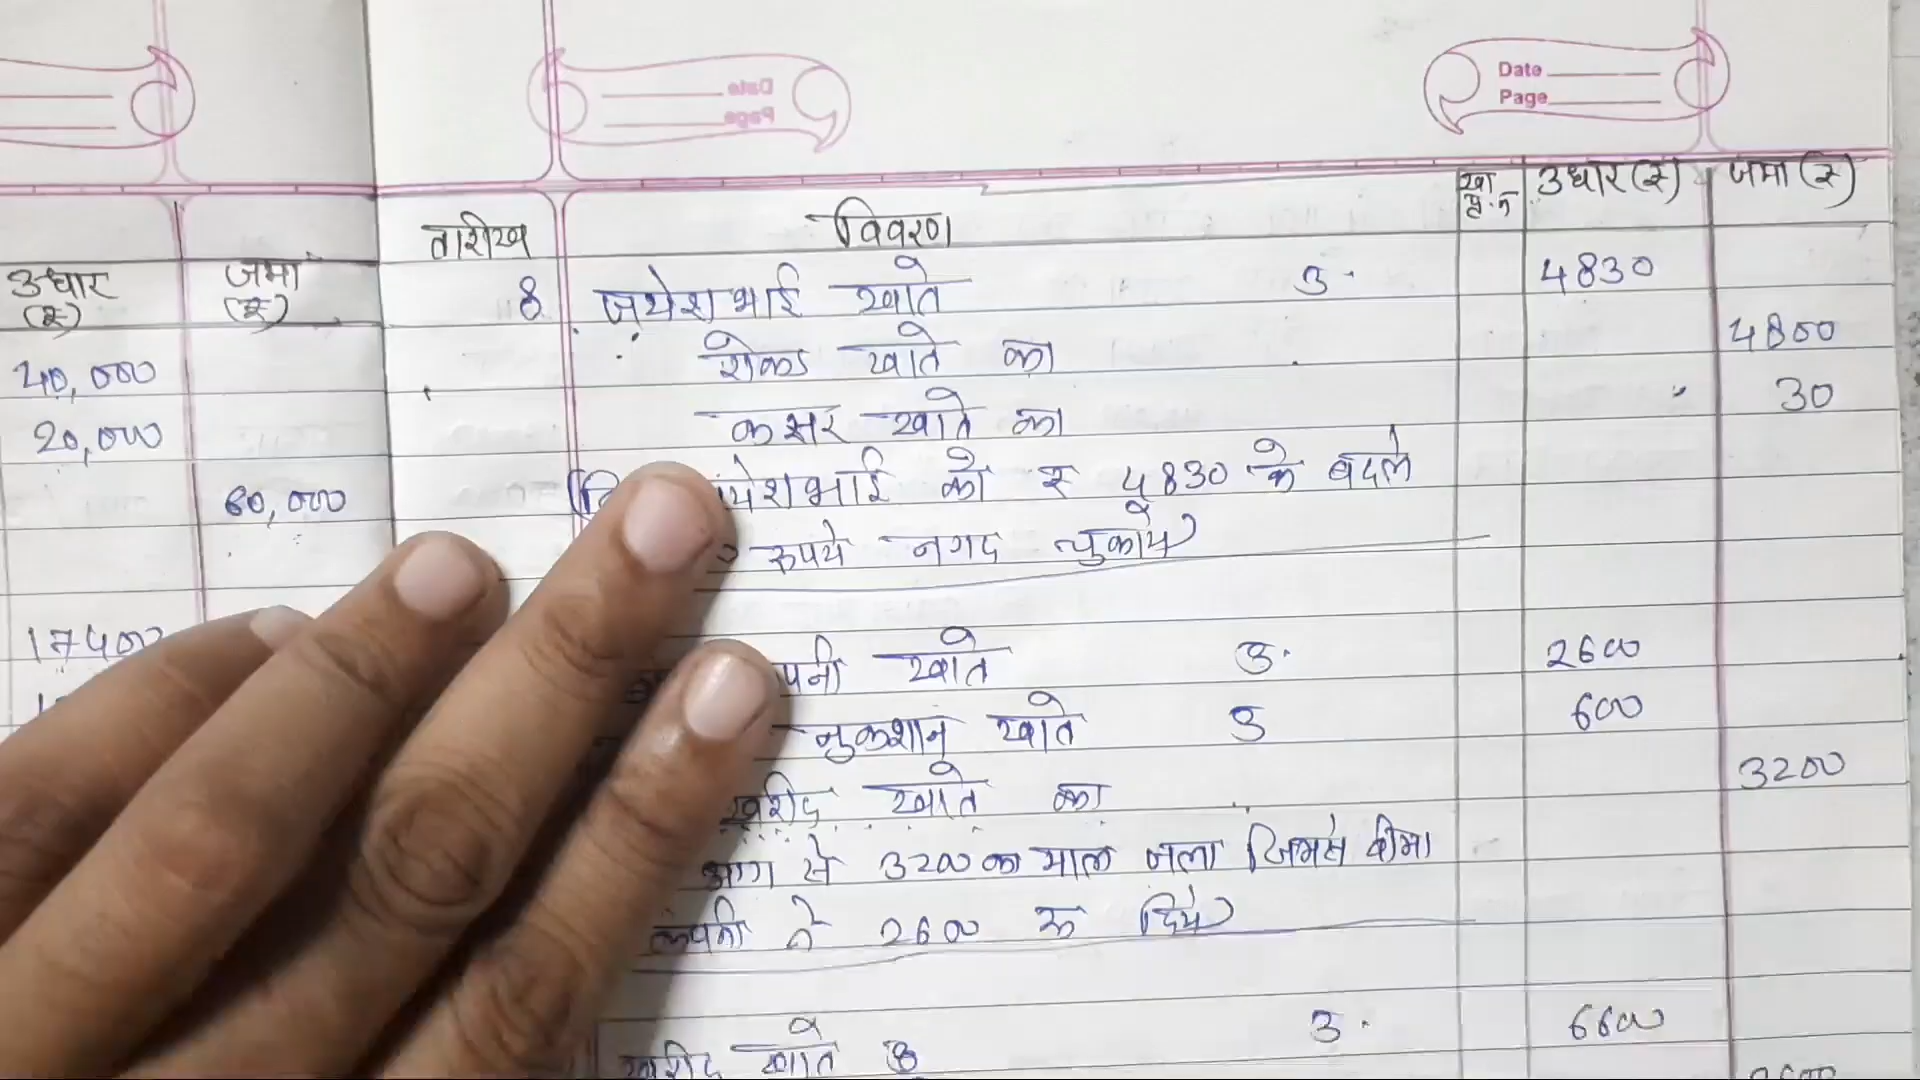 Date
Page
उधार (₹)
जमा (₹)
40,000
20,000
60,000
17400
तारीख
विवरण
खा पृ. न
उधार (₹)
जमा (₹)
8 जयेशभाई खाते उ. 4830
रोकड खाते का 4800
कसर खाते का 30
येशभाई को ₹ 4830 के बदले
रुपये नगद चुकाये
पनी खाते उ. 2600
नुकशान खाते उ 600
खरीद खाते का 3200
आग से 3200 का माल जला जिमसे बीमा
कंपनी ने 2600 रू दिये
खरीद खाते उ. 6600